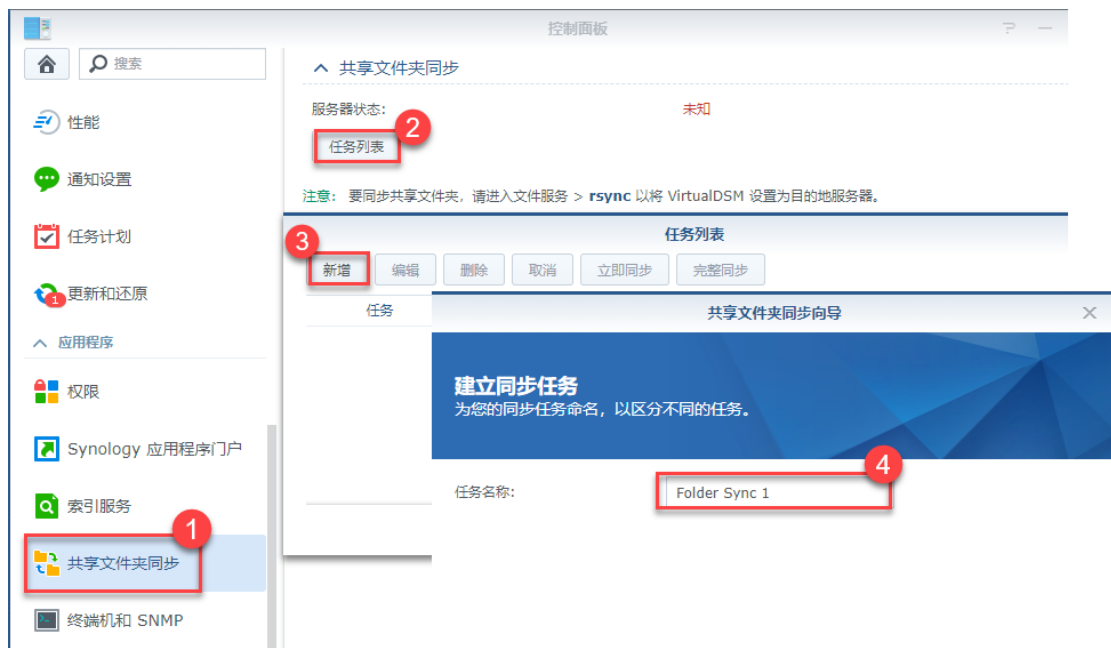 控制面板
搜索
性能
通知设置
任务计划
1
更新和还原
应用程序
权限
Synology 应用程序门户
索引服务
1
共享文件夹同步
终端机和 SNMP
共享文件夹同步
服务器状态:
未知
2
任务列表
注意: 要同步共享文件夹，请进入文件服务 > rsync 以将 VirtualDSM 设置为目的地服务器。
任务列表
3
新增 编辑 删除 取消 立即同步 完整同步
任务
共享文件夹同步向导
建立同步任务
为您的同步任务命名，以区分不同的任务。
4
任务名称:
Folder Sync 1